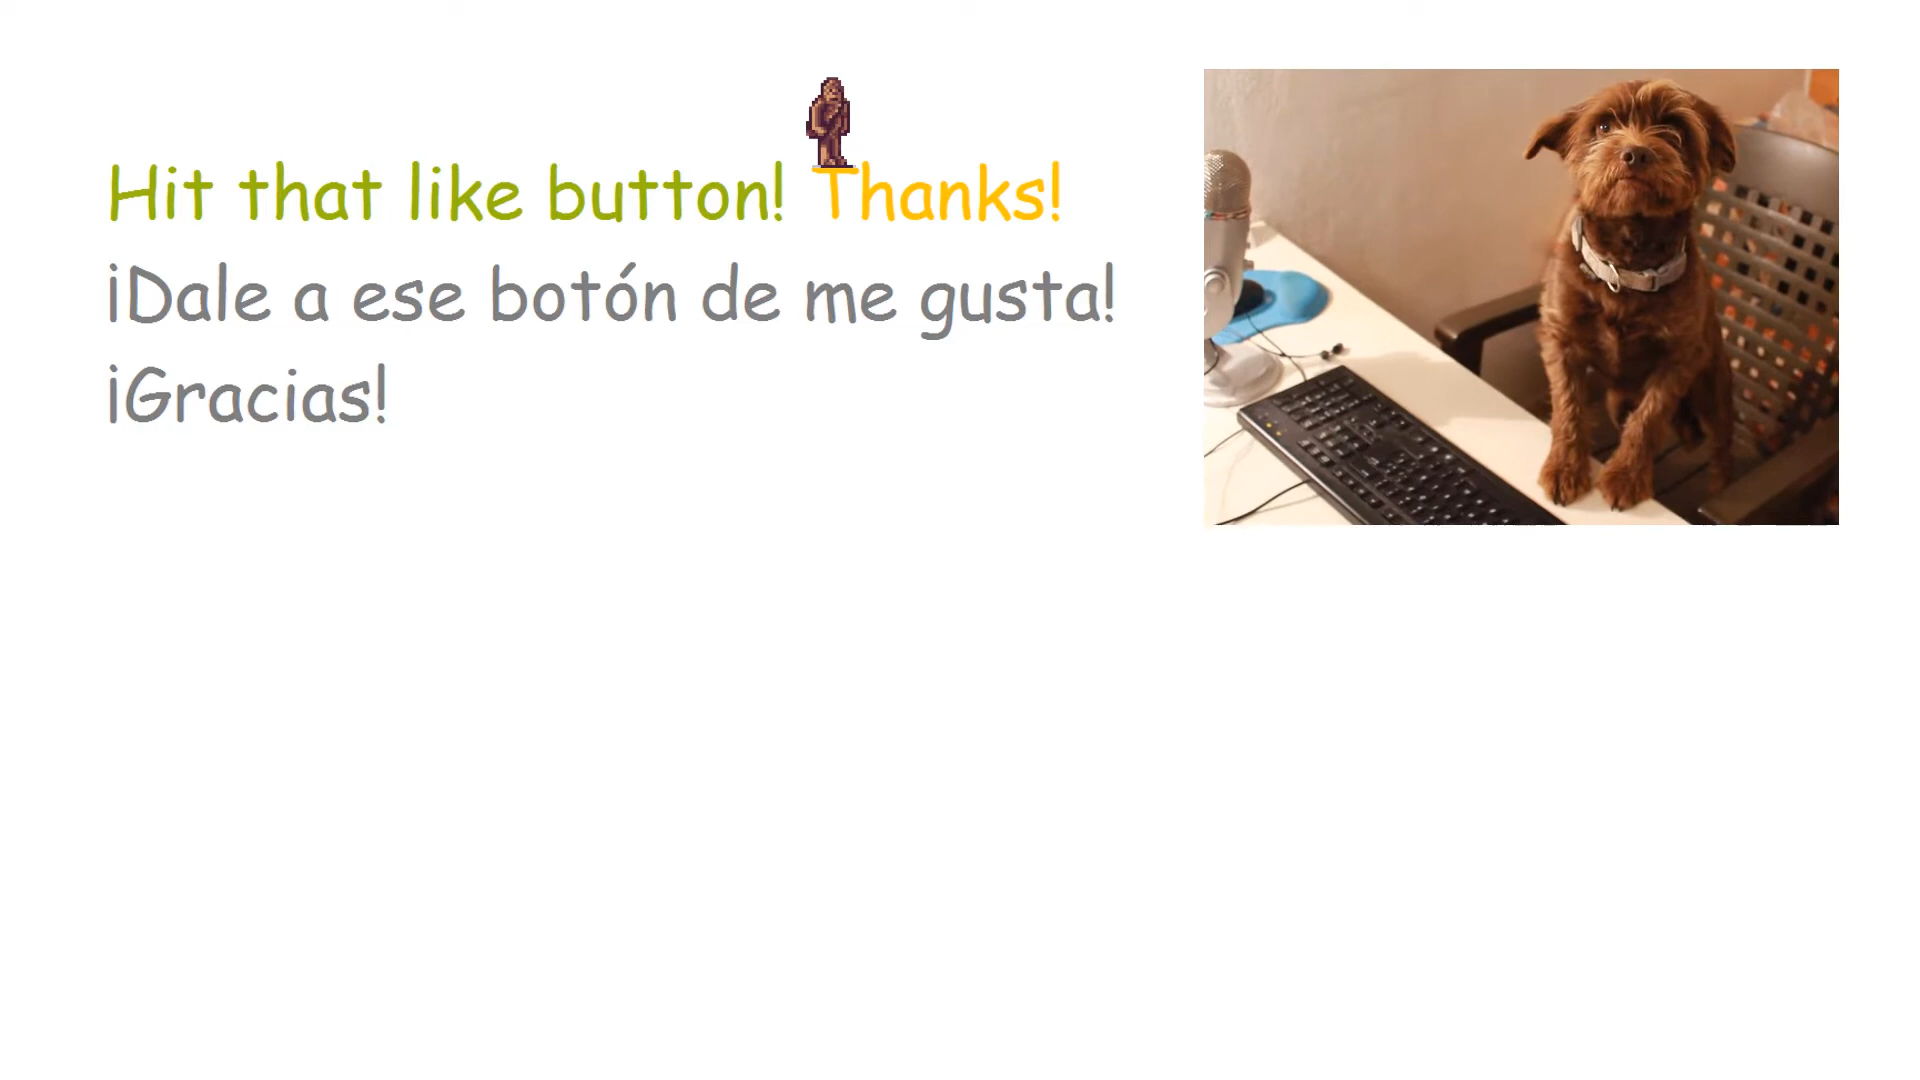 Hit that like button! Thanks!
¡Dale a ese botón de me gusta!
¡Gracias!